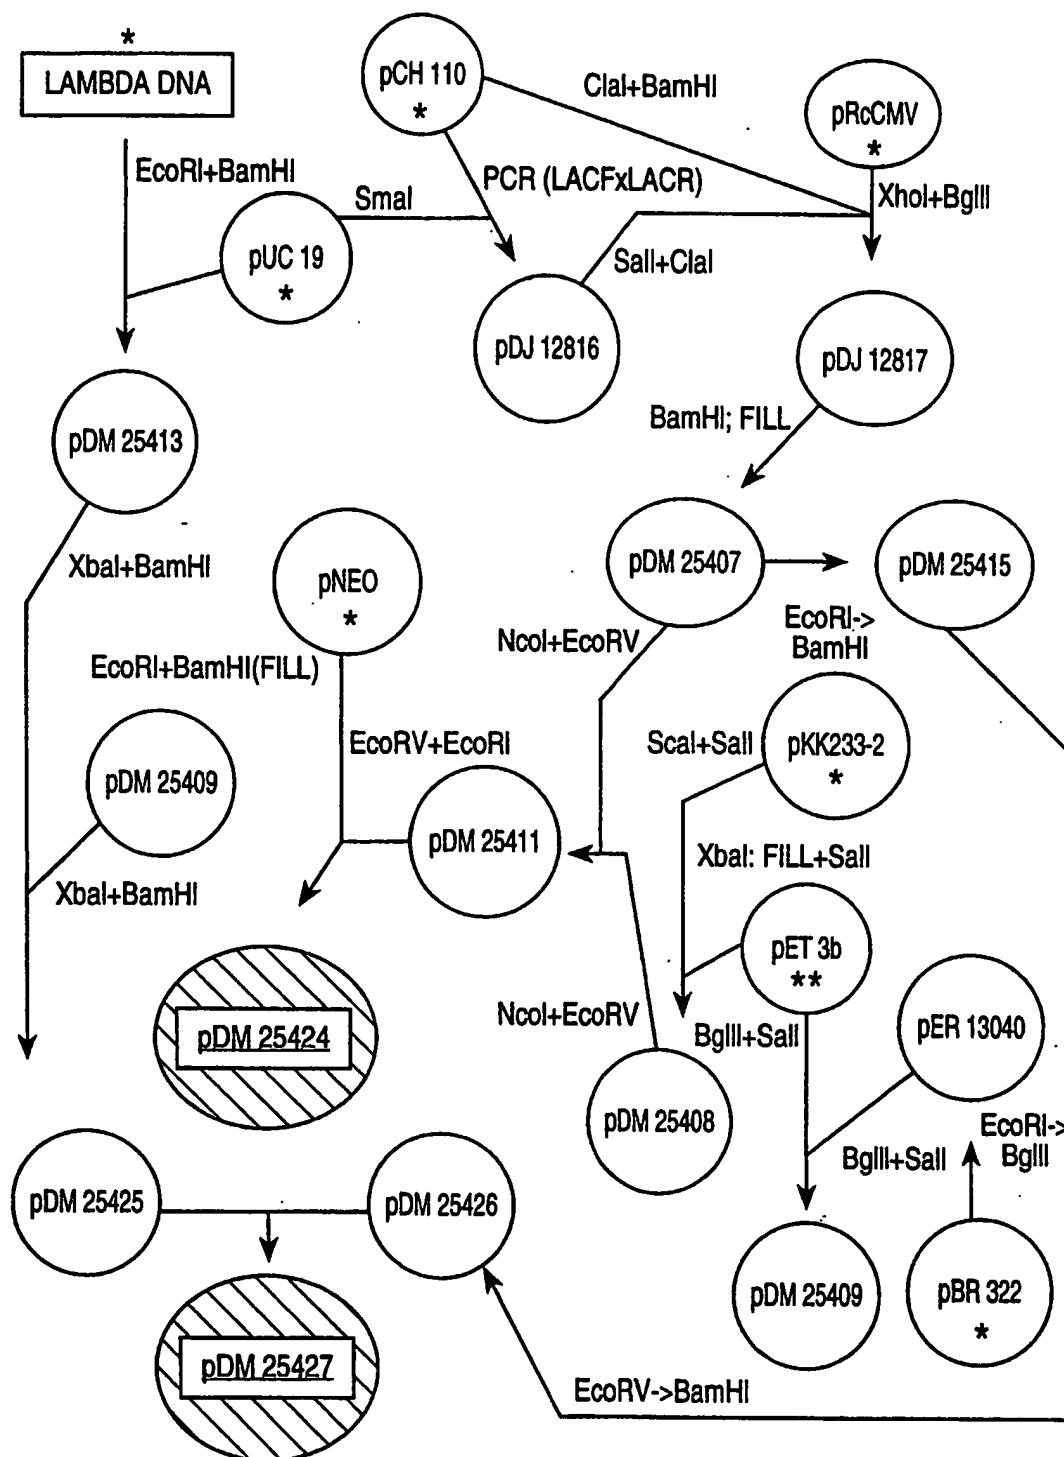 *
LAMBDA DNA
pCH 110
*
ClaI+BamHI
pRcCMV
*
EcoRI+BamHI
SmaI
PCR (LACFxLACR)
XhoI+BglII
pUC 19
*
SalI+ClaI
pDJ 12816
pDJ 12817
BamHI; FILL
pDM 25413
XbaI+BamHI
pNEO
*
pDM 25407
pDM 25415
NcoI+EcoRV
EcoRI->
BamHI
EcoRI+BamHI(FILL)
EcoRV+EcoRI
ScaI+SalI
pKK233-2
*
pDM 25409
pDM 25411
XbaI: FILL+SalI
XbaI+BamHI
pET 3b
**
pER 13040
NcoI+EcoRV
BglII+SalI
pDM 25424
pDM 25408
BglII+SalI
EcoRI->
BglII
pDM 25425
pDM 25426
pDM 25409
pBR 322
*
pDM 25427
EcoRV->BamHI